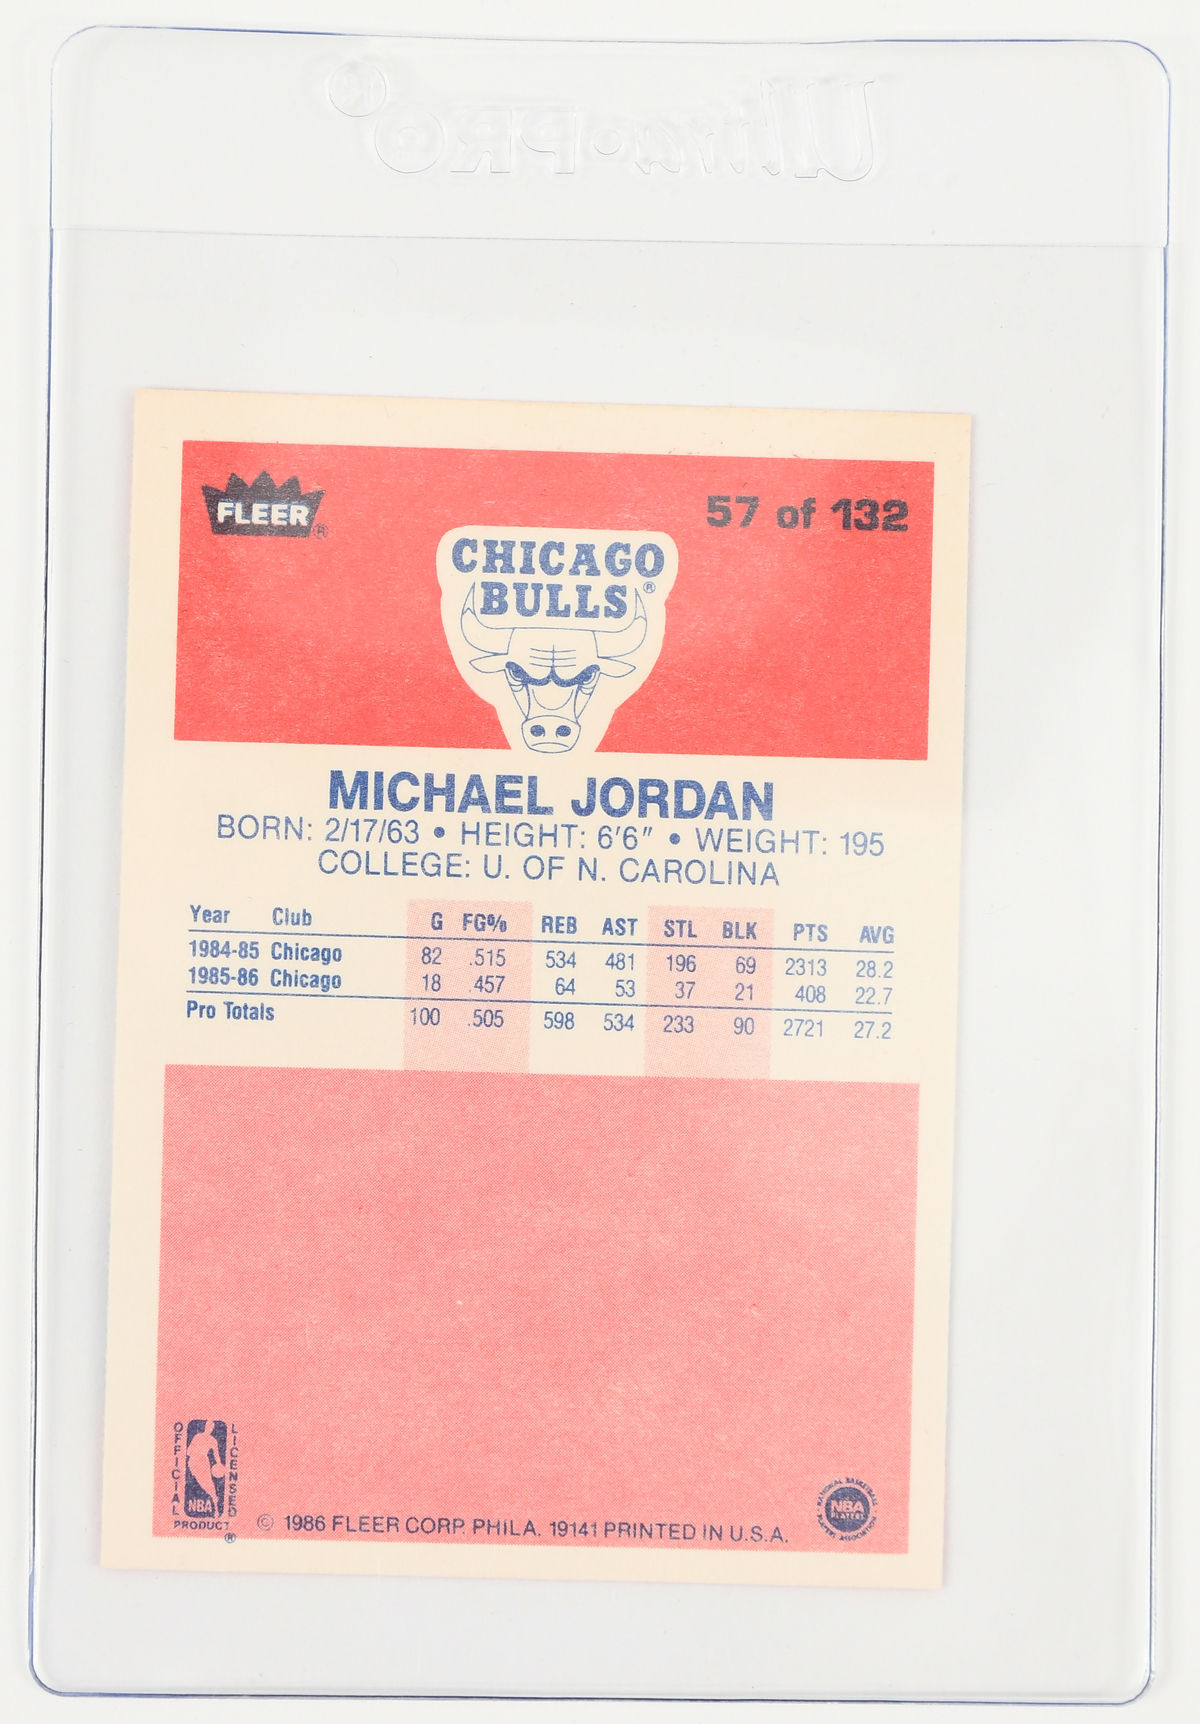 Ultra•PRO®
FLEER®
57 of 132
CHICAGO
BULLS®
MICHAEL JORDAN
BORN: 2/17/63 • HEIGHT: 6'6" • WEIGHT: 195
COLLEGE: U. OF N. CAROLINA
Year Club G FG% REB AST STL BLK PTS AVG
1984-85 Chicago 82 .515 534 481 196 69 2313 28.2
1985-86 Chicago 18 .457 64 53 37 21 408 22.7
Pro Totals 100 .505 598 534 233 90 2721 27.2
OFFICIAL
LICENSED
NBA
PRODUCT
®
© 1986 FLEER CORP. PHILA. 19141 PRINTED IN U.S.A.
NATIONAL BASKETBALL
NBA
PLAYERS
ASSOCIATION